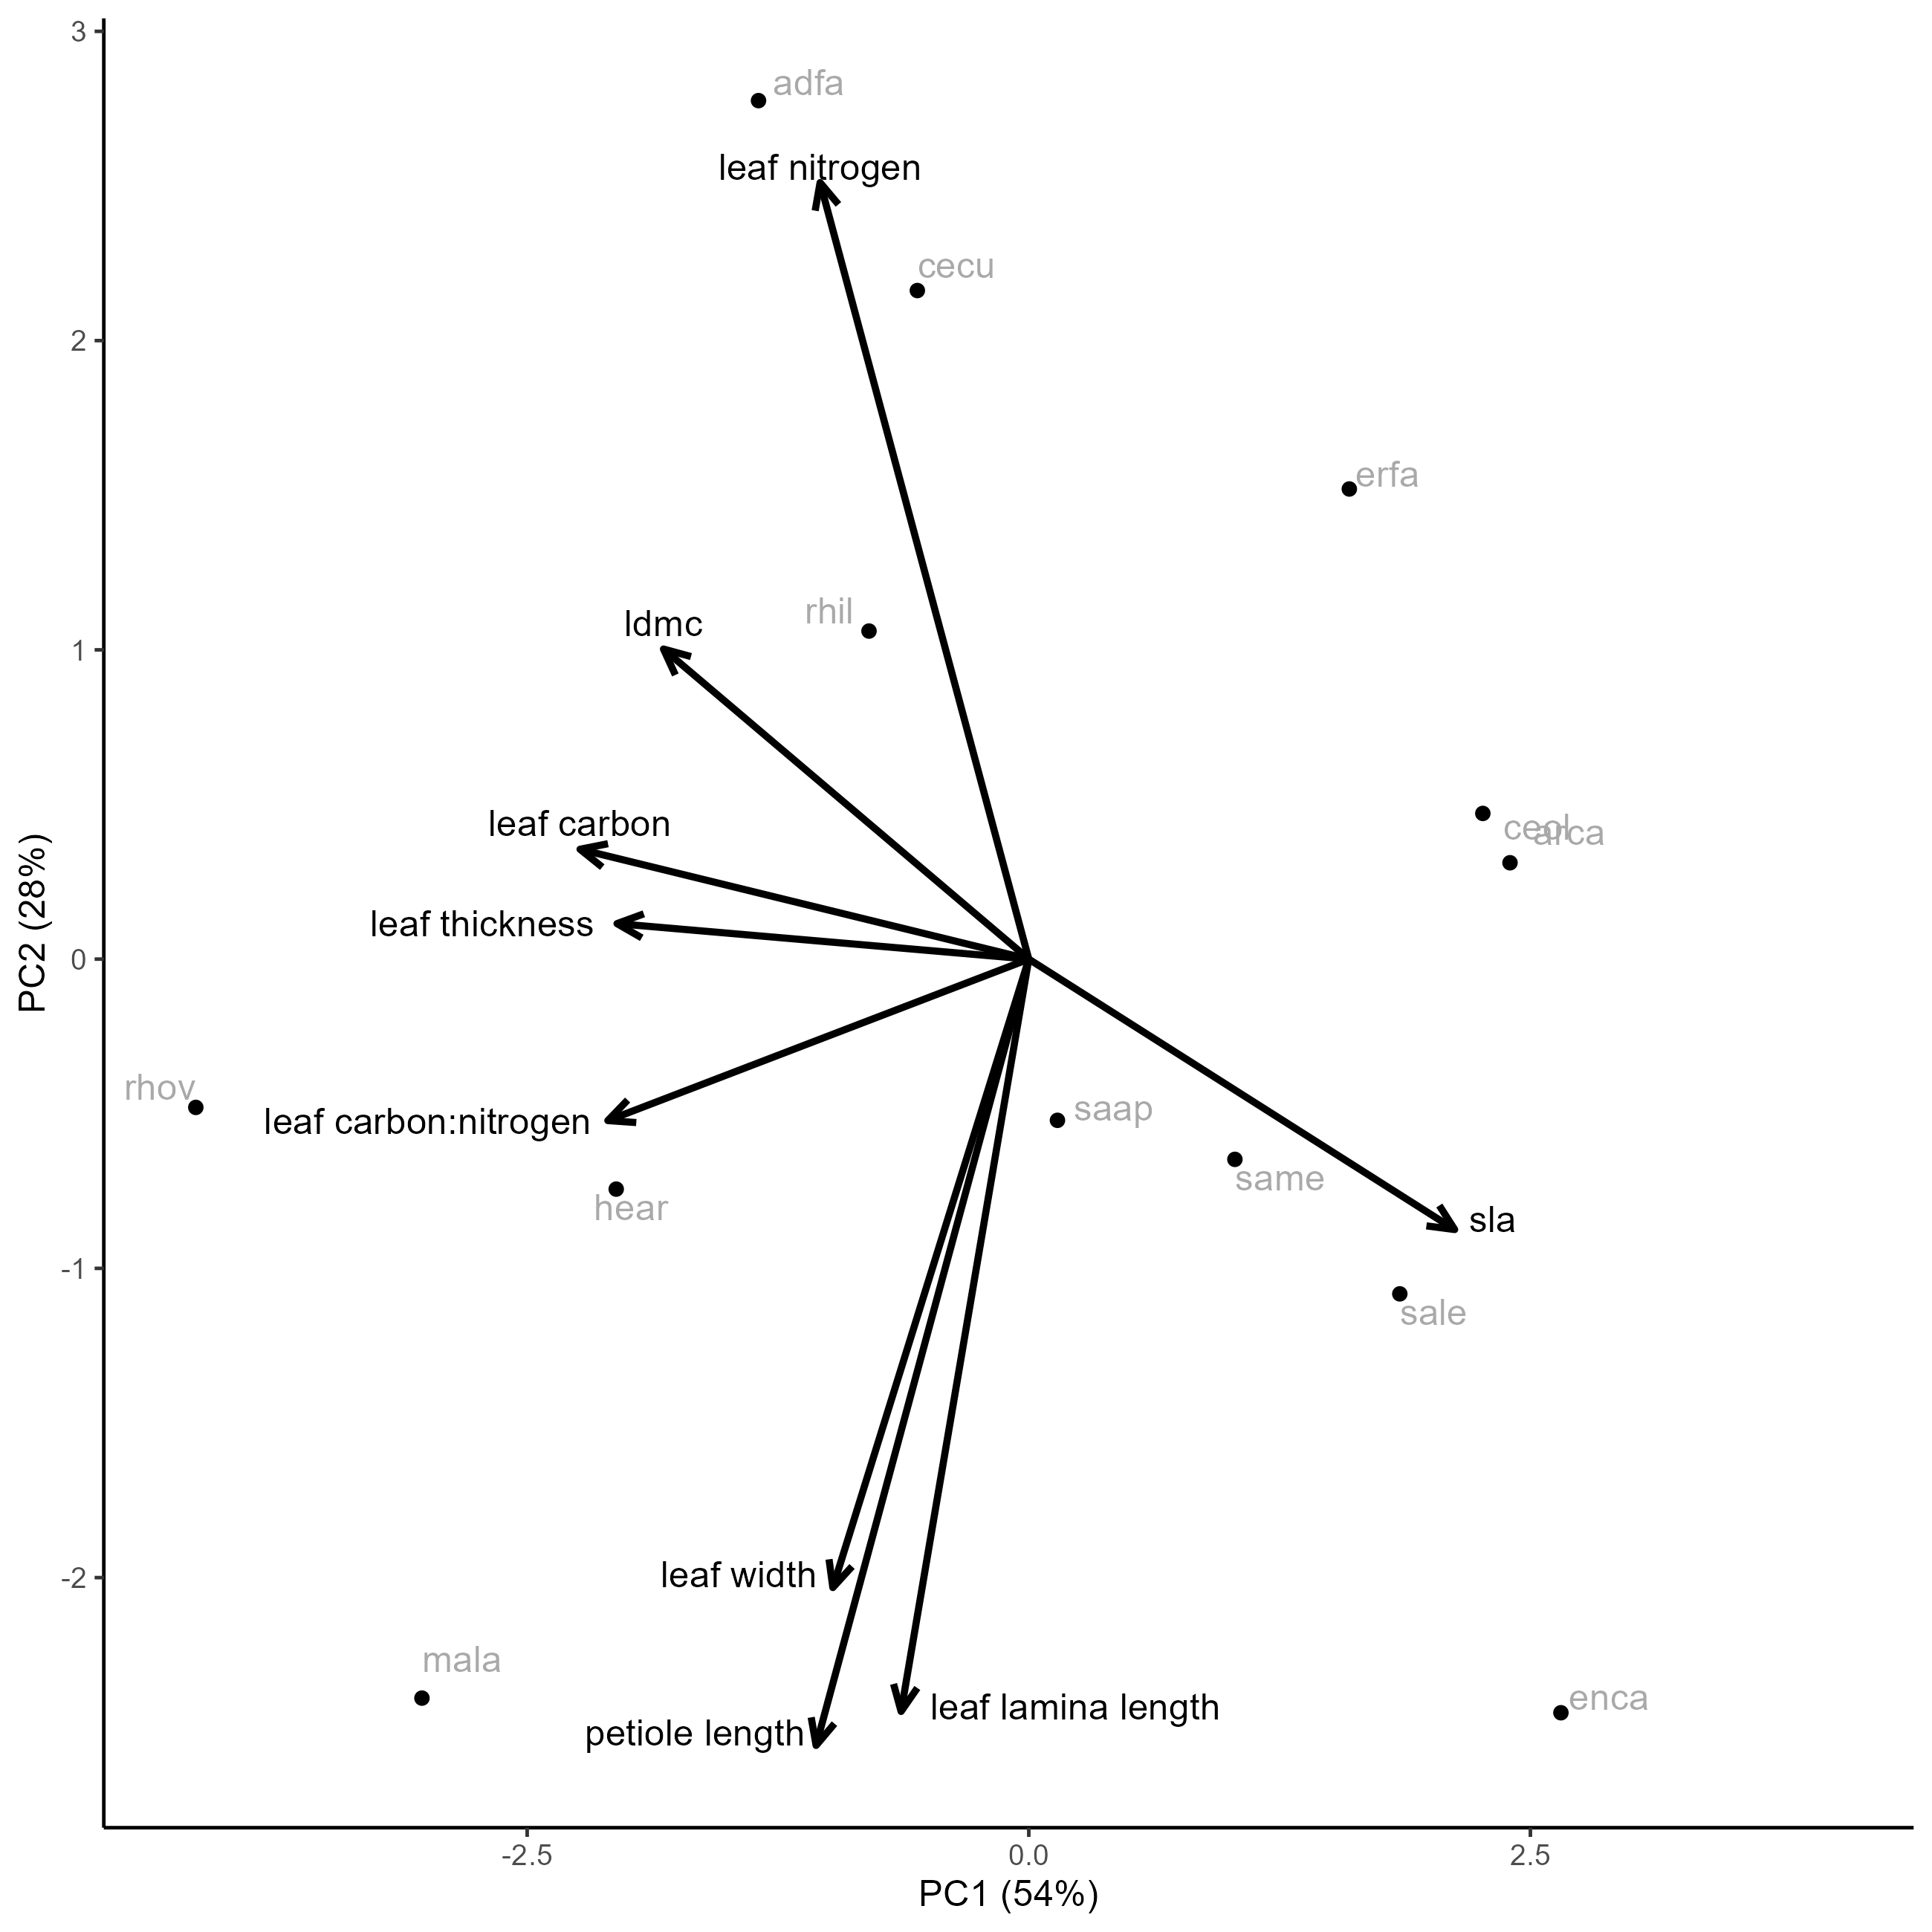 3
adfa
leaf nitrogen
cecu
2
erfa
rhil
ldmc
1
leaf carbon
ceol
arca
leaf thickness
PC2 (28%)
0
rhov
leaf carbon:nitrogen
saap
same
hear
sla
-1
sale
leaf width
-2
mala
enca
leaf lamina length
petiole length
-2.5
0.0
2.5
PC1 (54%)